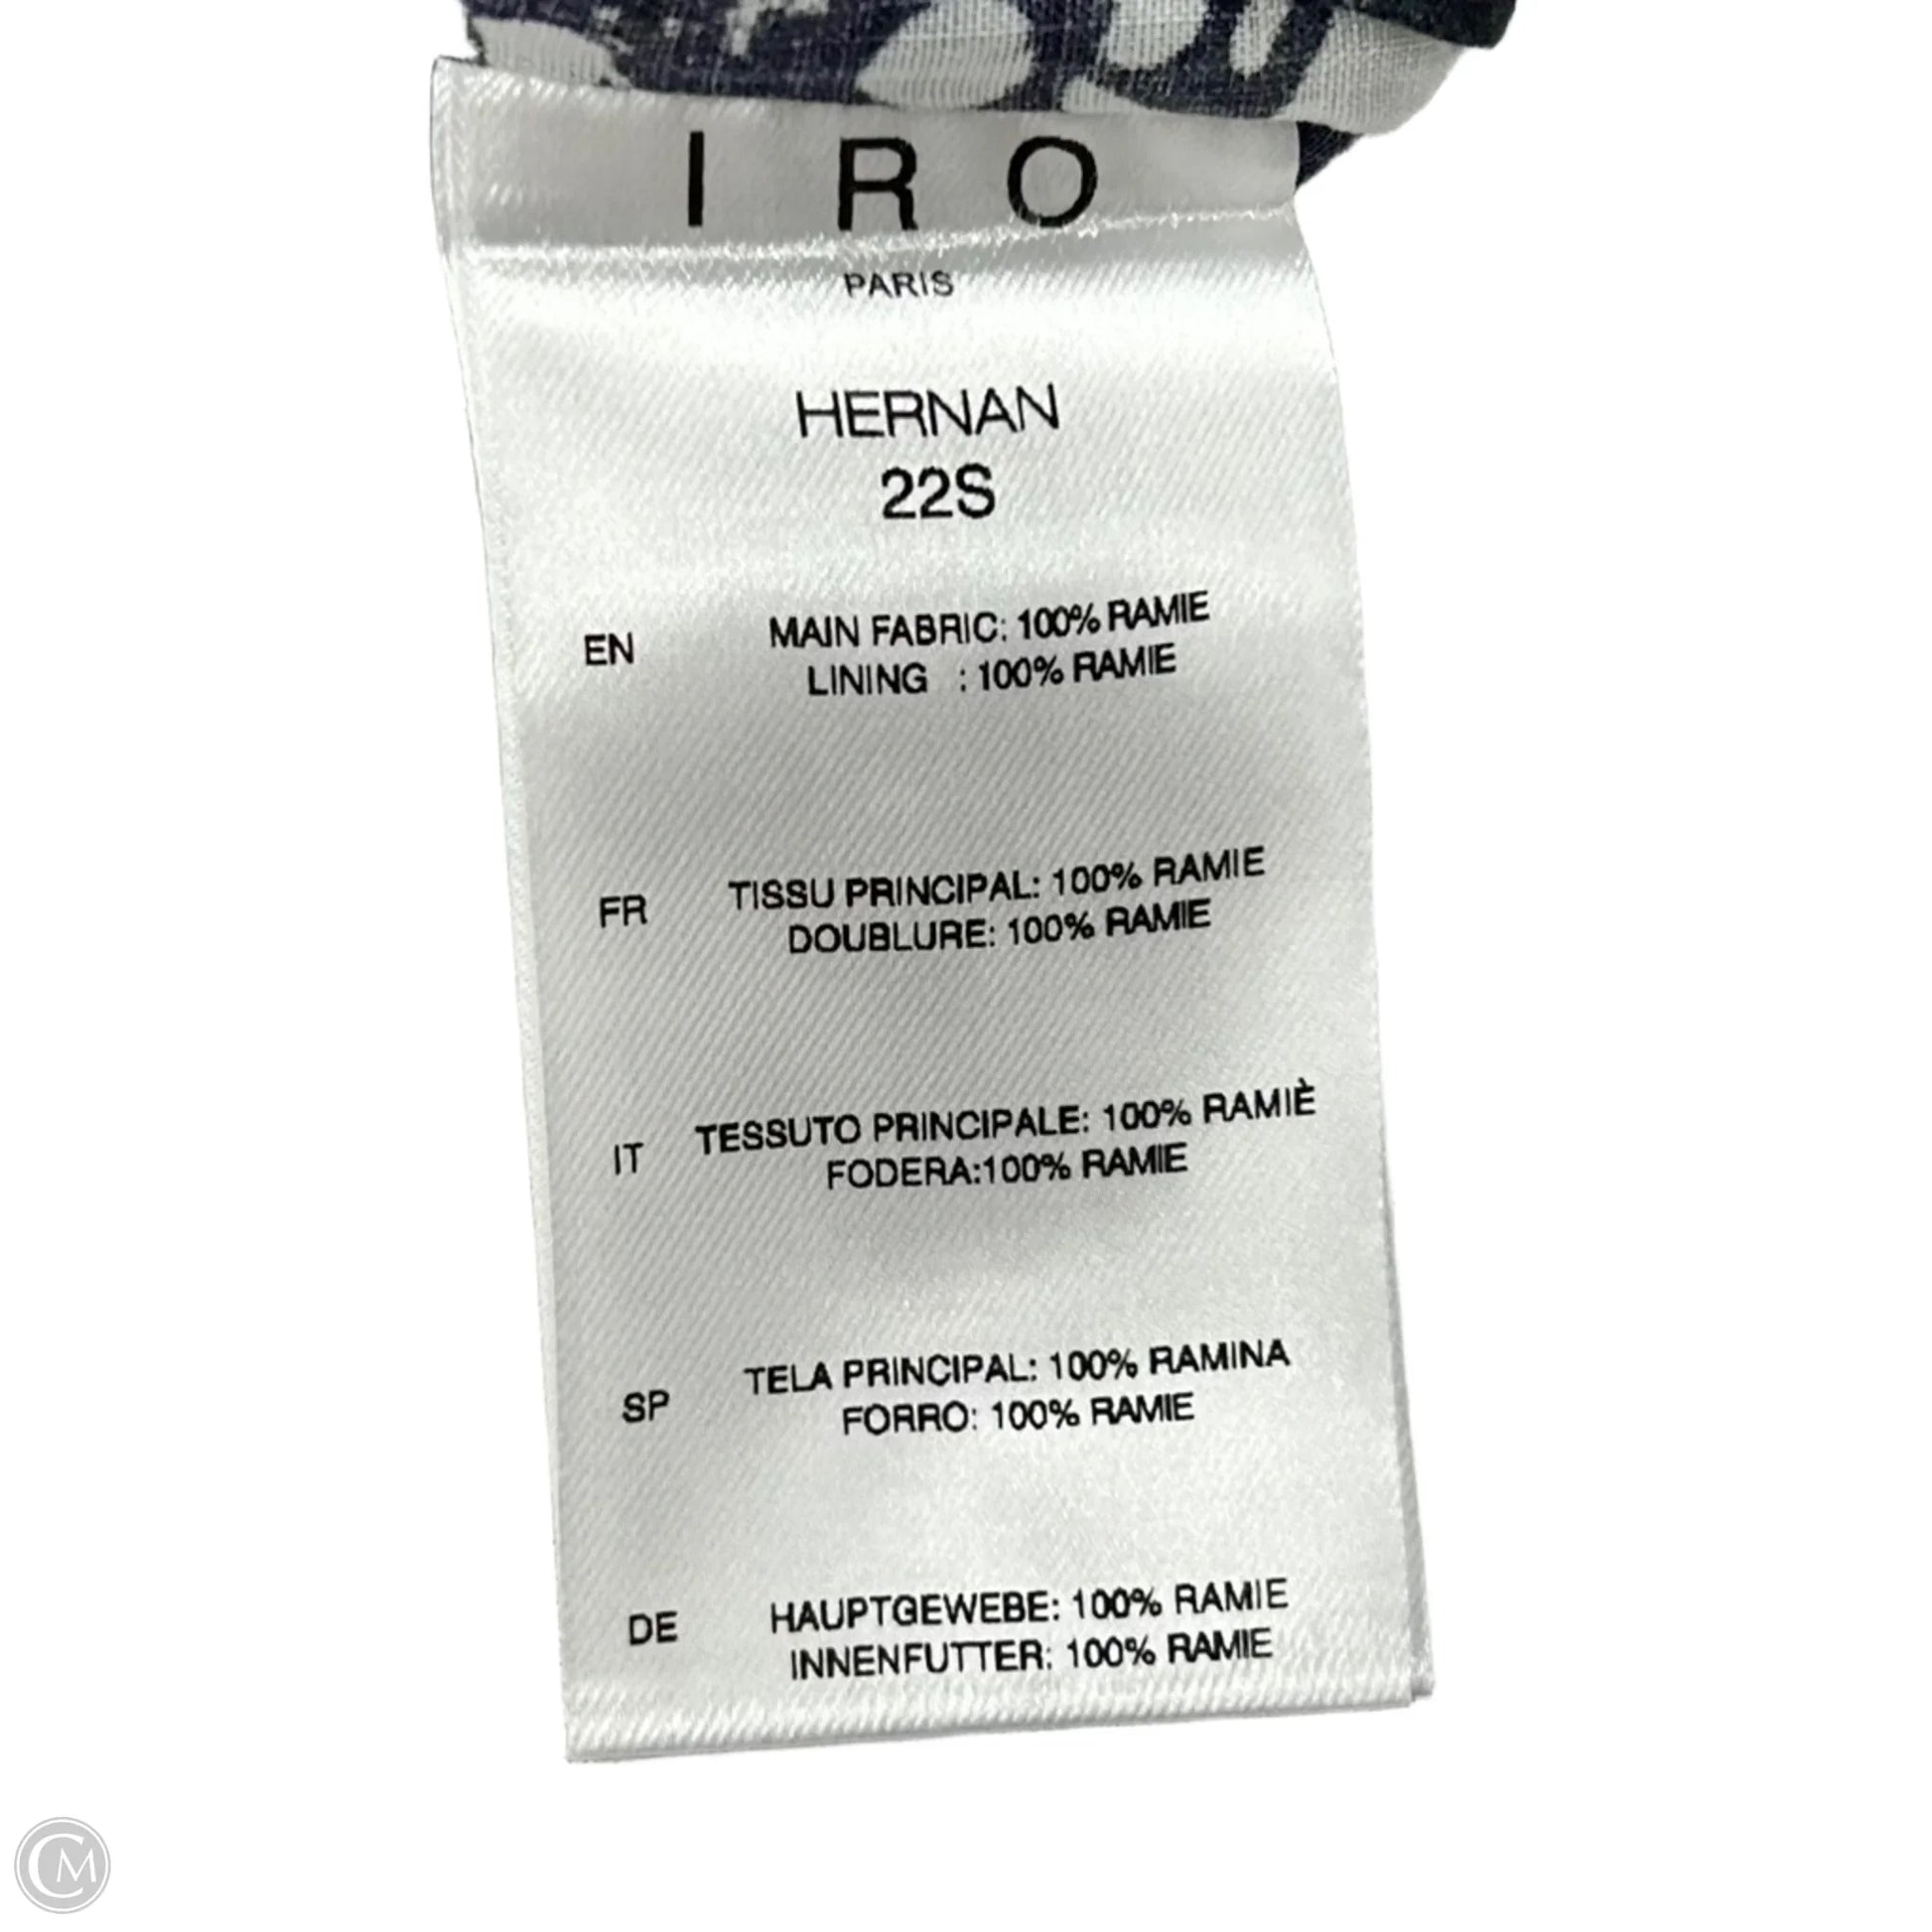 I R O
PARIS
HERNAN
22S
EN MAIN FABRIC: 100% RAMIE
LINING : 100% RAMIE
FR TISSU PRINCIPAL: 100% RAMIE
DOUBLURE: 100% RAMIE
IT TESSUTO PRINCIPALE: 100% RAMIÈ
FODERA:100% RAMIE
SP TELA PRINCIPAL: 100% RAMINA
FORRO: 100% RAMIE
DE HAUPTGEWEBE: 100% RAMIE
INNENFUTTER: 100% RAMIE
CM